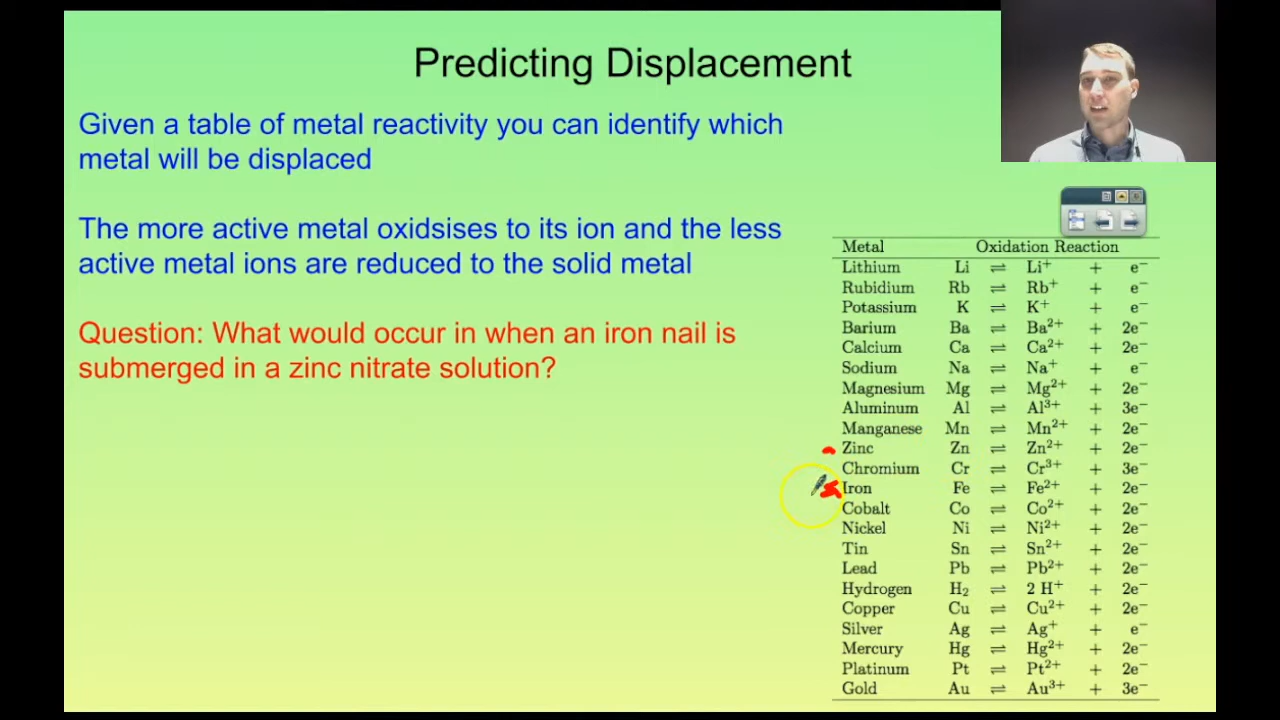 Predicting Displacement
Given a table of metal reactivity you can identify which
metal will be displaced
The more active metal oxidsises to its ion and the less
active metal ions are reduced to the solid metal
Question: What would occur in when an iron nail is
submerged in a zinc nitrate solution?
Metal Oxidation Reaction
Lithium Li ⇌ Li⁺ + e⁻
Rubidium Rb ⇌ Rb⁺ + e⁻
Potassium K ⇌ K⁺ + e⁻
Barium Ba ⇌ Ba²⁺ + 2e⁻
Calcium Ca ⇌ Ca²⁺ + 2e⁻
Sodium Na ⇌ Na⁺ + e⁻
Magnesium Mg ⇌ Mg²⁺ + 2e⁻
Aluminum Al ⇌ Al³⁺ + 3e⁻
Manganese Mn ⇌ Mn²⁺ + 2e⁻
Zinc Zn ⇌ Zn²⁺ + 2e⁻
Chromium Cr ⇌ Cr³⁺ + 3e⁻
Iron Fe ⇌ Fe²⁺ + 2e⁻
Cobalt Co ⇌ Co²⁺ + 2e⁻
Nickel Ni ⇌ Ni²⁺ + 2e⁻
Tin Sn ⇌ Sn²⁺ + 2e⁻
Lead Pb ⇌ Pb²⁺ + 2e⁻
Hydrogen H₂ ⇌ 2 H⁺ + 2e⁻
Copper Cu ⇌ Cu²⁺ + 2e⁻
Silver Ag ⇌ Ag⁺ + e⁻
Mercury Hg ⇌ Hg²⁺ + 2e⁻
Platinum Pt ⇌ Pt²⁺ + 2e⁻
Gold Au ⇌ Au³⁺ + 3e⁻